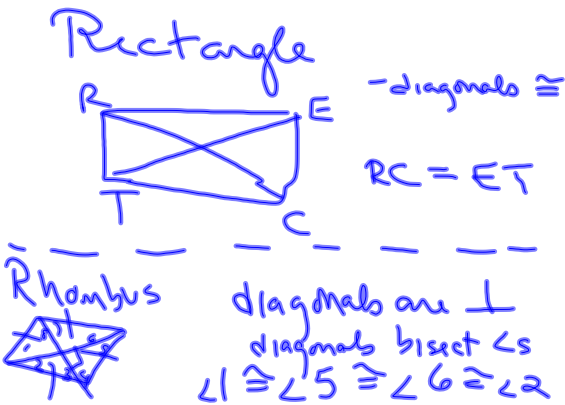 Rectangle
R E
- diagonals ≅
RC = ET
T C
Rhombus
diagonals are ⊥
diagonals bisect ∠s
∠1 ≅ ∠5 ≅ ∠6 ≅ ∠2